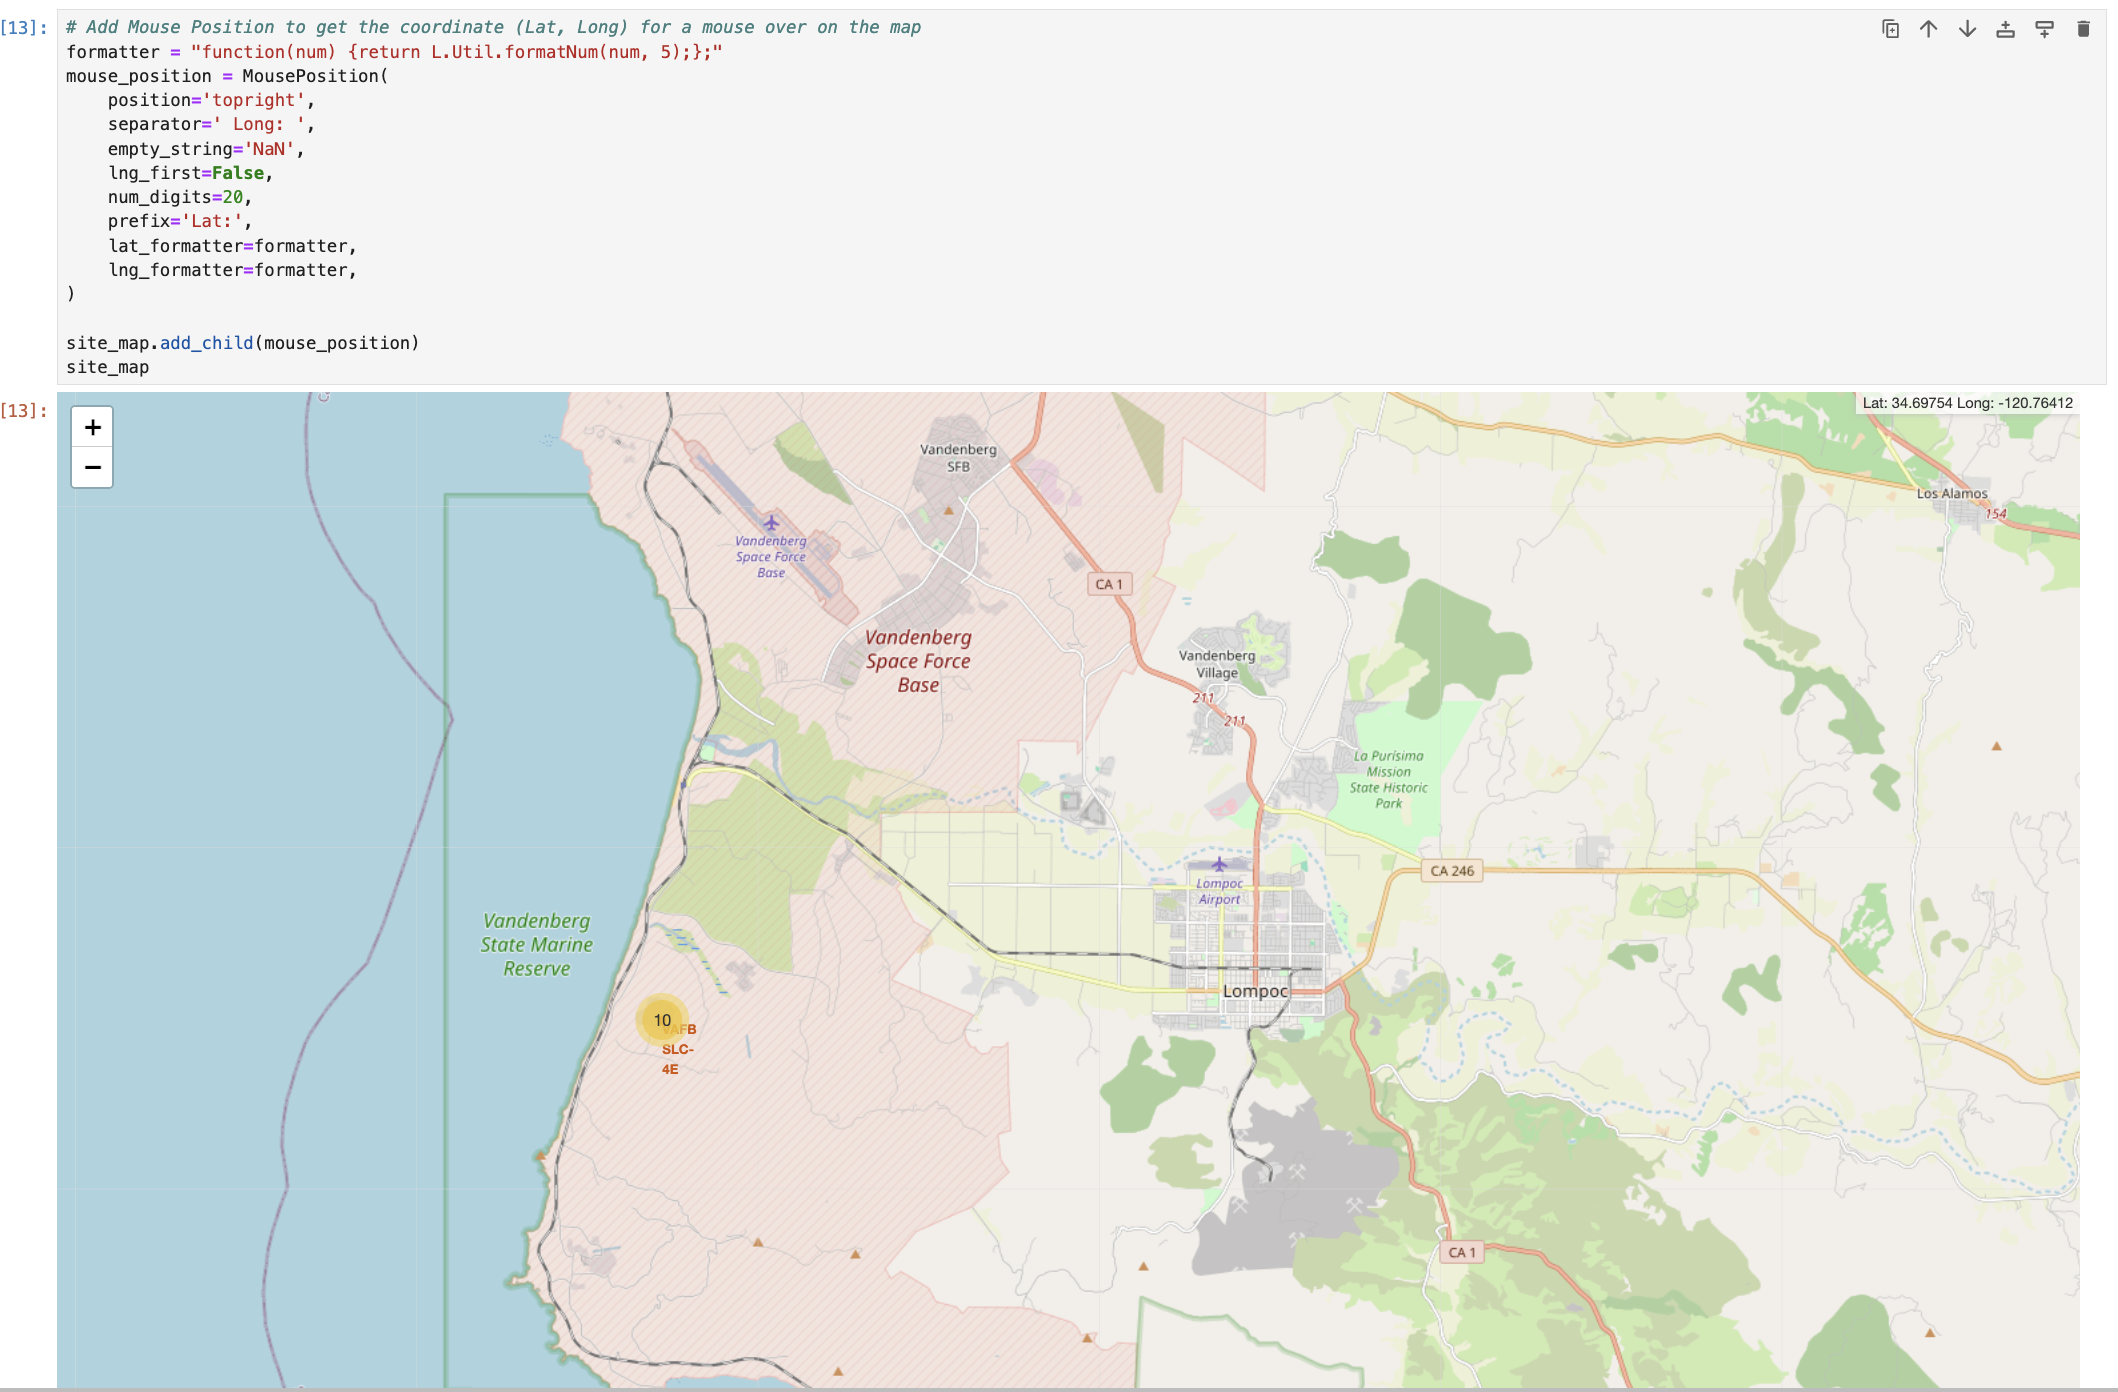 [13]:
# Add Mouse Position to get the coordinate (Lat, Long) for a mouse over on the map
formatter = "function(num) {return L.Util.formatNum(num, 5);};"
mouse_position = MousePosition(
    position='topright',
    separator=' Long: ',
    empty_string='NaN',
    lng_first=False,
    num_digits=20,
    prefix='Lat:',
    lat_formatter=formatter,
    lng_formatter=formatter,
)
site_map.add_child(mouse_position)
site_map
[13]:
+
−
Lat: 34.69754 Long: -120.76412
Vandenberg
SFB
Los Alamos
154
Vandenberg
Space Force
Base
CA 1
Vandenberg
Space Force
Base
Vandenberg
Village
211
211
La Purísima
Mission
State Historic
Park
CA 246
Lompoc
Airport
Vandenberg
State Marine
Reserve
Lompoc
10
VAFB
SLC-
4E
CA 1